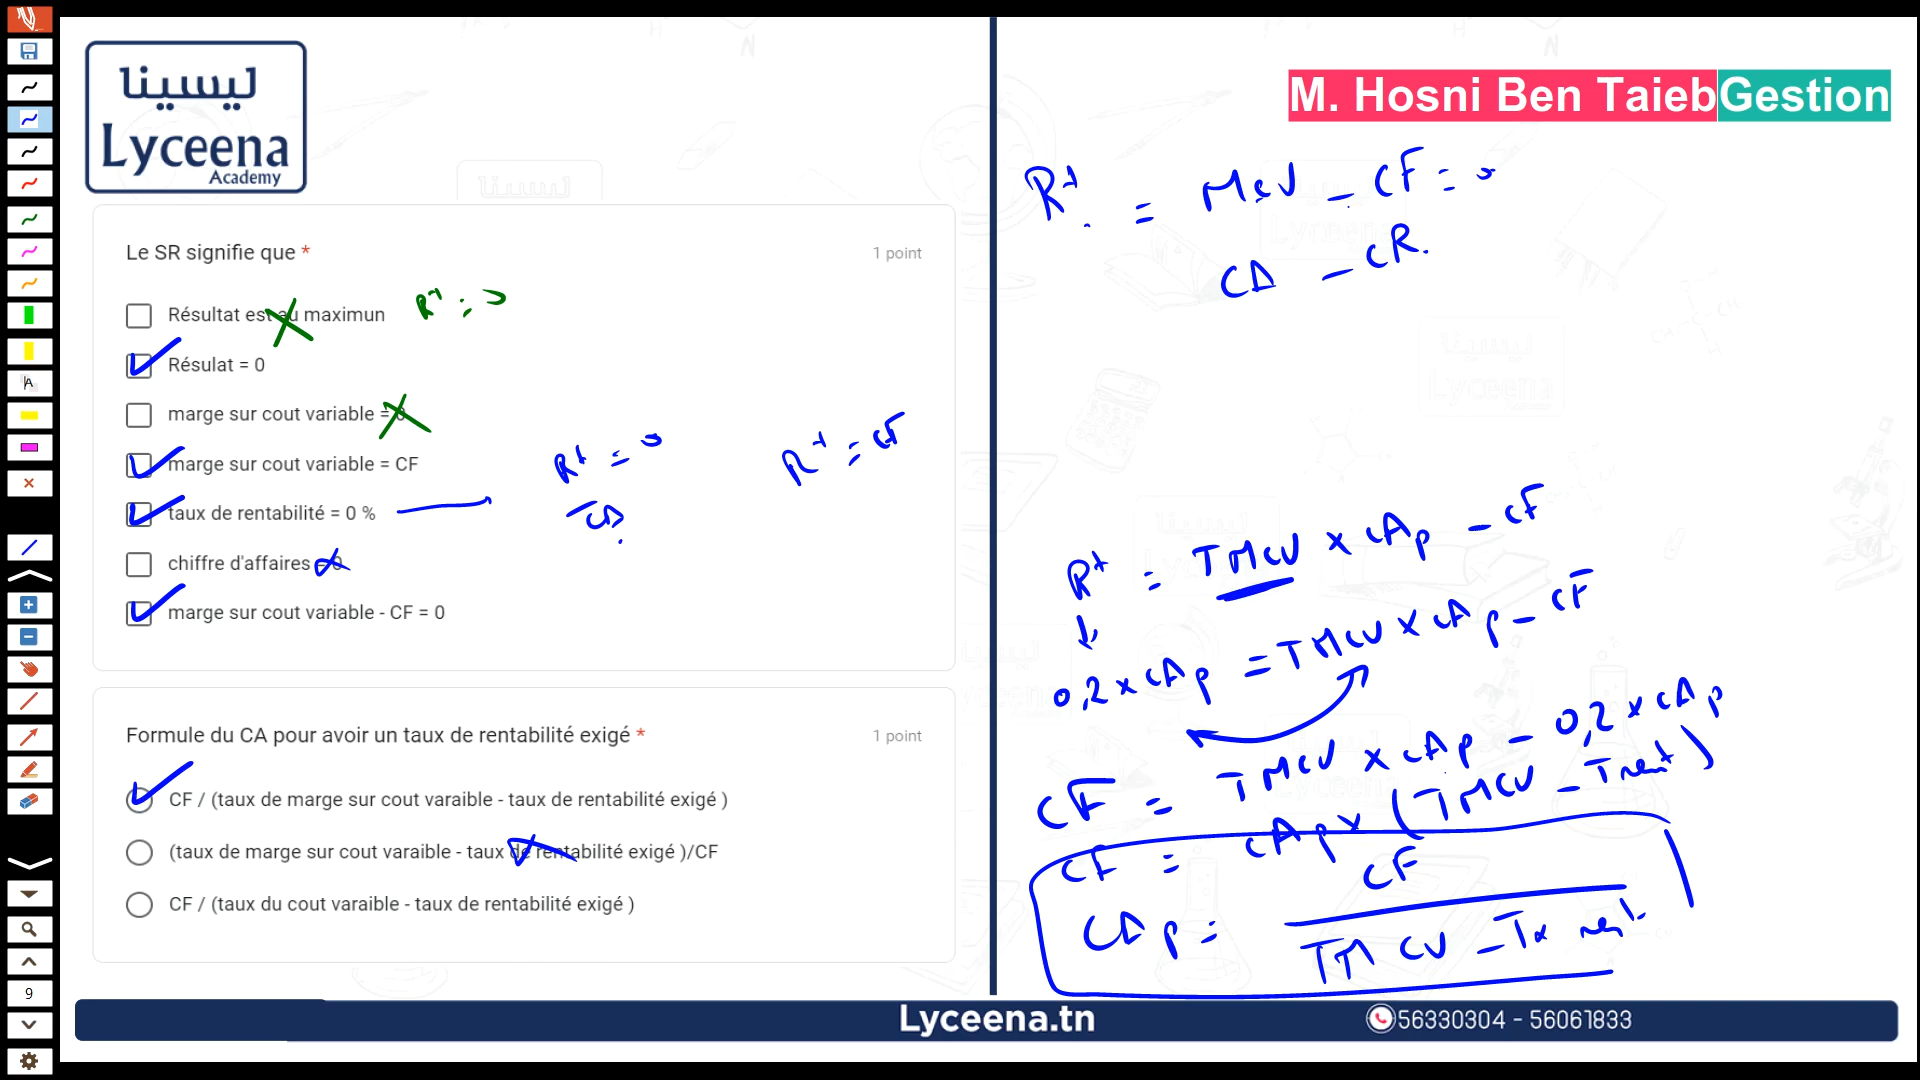 ليسينا
Lyceena
Academy
M. Hosni Ben Taieb Gestion
Le SR signifie que *
1 point
Résultat est au maximun
R^t = 0
Résulat = 0
marge sur cout variable = 0
marge sur cout variable = CF
taux de rentabilité = 0 %
R^t = 0
CA
R^t = CF
chiffre d'affaires = 0
marge sur cout variable - CF = 0
Formule du CA pour avoir un taux de rentabilité exigé *
1 point
CF / (taux de marge sur cout varaible - taux de rentabilité exigé )
(taux de marge sur cout varaible - taux de rentabilité exigé )/CF
CF / (taux du cout varaible - taux de rentabilité exigé )
R^t = McV - CF = 0
CA - CR.
R^t = TMCV x CAp - CF
0,2 x CAp = TMCV x CAp - CF
CF = TMCV x CAp - 0,2 x CAp
CF = CAp x (TMCV - Trent)
CAp = CF
TMCV - Tx rent.
9
Lyceena.tn
56330304 - 56061833